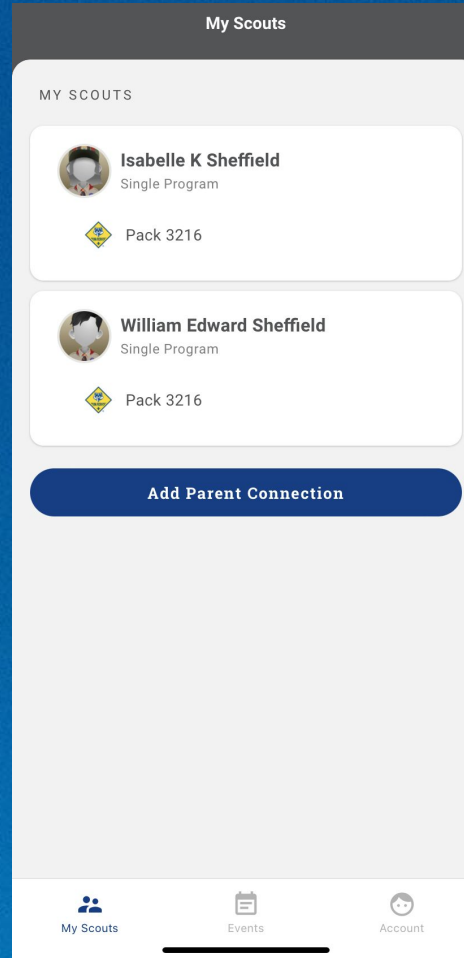 My Scouts
MY SCOUTS
Isabelle K Sheffield
Single Program
Pack 3216
William Edward Sheffield
Single Program
Pack 3216
Add Parent Connection
My Scouts
Events
Account